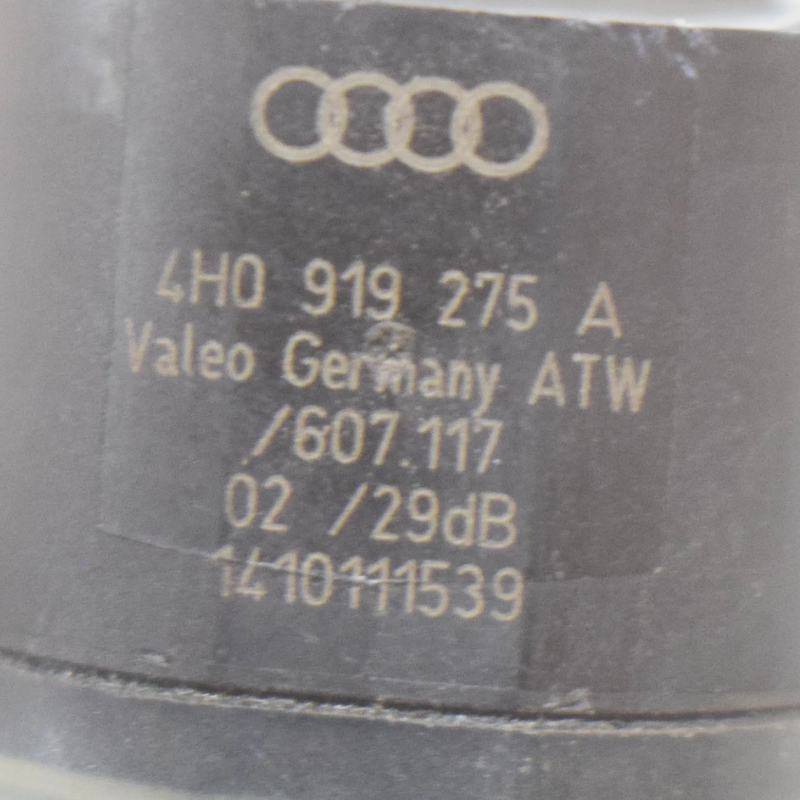 4H0 919 275 A
Valeo Germany ATW
/607.117
02 /29dB
1410111539